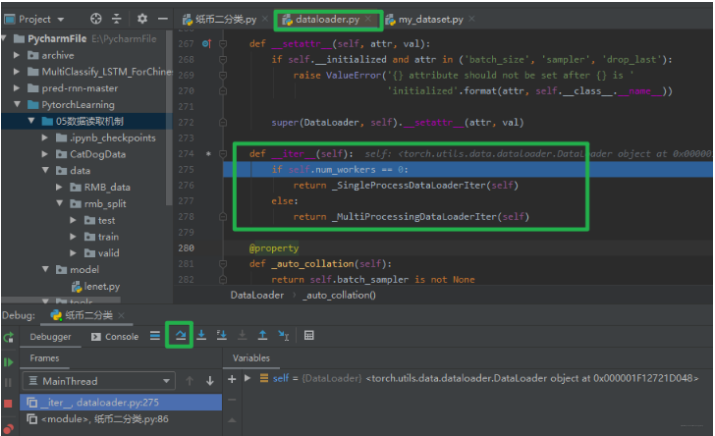 Project
纸币二分类.py
dataloader.py
my_dataset.py
PycharmFile E:\PycharmFile
archive
MultiClassify_LSTM_ForChine
pred-rnn-master
PytorchLearning
05数据读取机制
.ipynb_checkpoints
CatDogData
data
RMB_data
rmb_split
test
train
valid
model
lenet.py
tools
267 def __setattr__(self, attr, val):
268 if self.__initialized and attr in ('batch_size', 'sampler', 'drop_last'):
269 raise ValueError('{} attribute should not be set after {} is '
270 'initialized'.format(attr, self.__class__.__name__))
271
272 super(DataLoader, self).__setattr__(attr, val)
273
274 def __iter__(self): self: <torch.utils.data.dataloader.DataLoader object at 0x00000
275 if self.num_workers == 0:
276 return _SingleProcessDataLoaderIter(self)
277 else:
278 return _MultiProcessingDataLoaderIter(self)
279
280 @property
281 def _auto_collation(self):
282 return self.batch_sampler is not None
DataLoader
_auto_collation()
Debug:
纸币二分类
Debugger
Console
Frames
Variables
MainThread
__iter__, dataloader.py:275
<module>, 纸币二分类.py:86
self = {DataLoader} <torch.utils.data.dataloader.DataLoader object at 0x000001F12721D048>